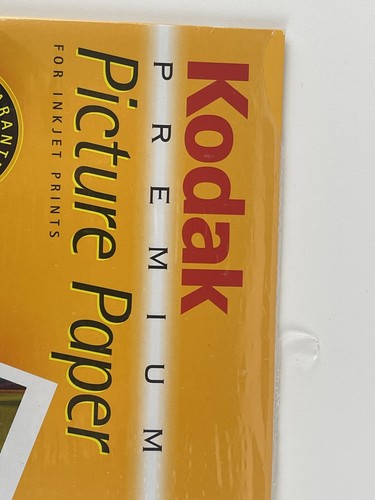 Kodak
PREMIUM
Picture Paper
FOR INKJET PRINTS